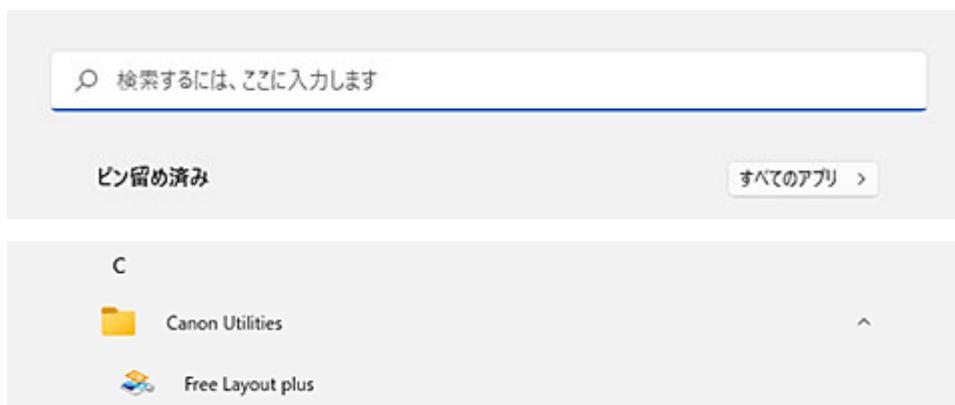 検索するには、ここに入力します
ピン留め済み
すべてのアプリ >
C
Canon Utilities
Free Layout plus